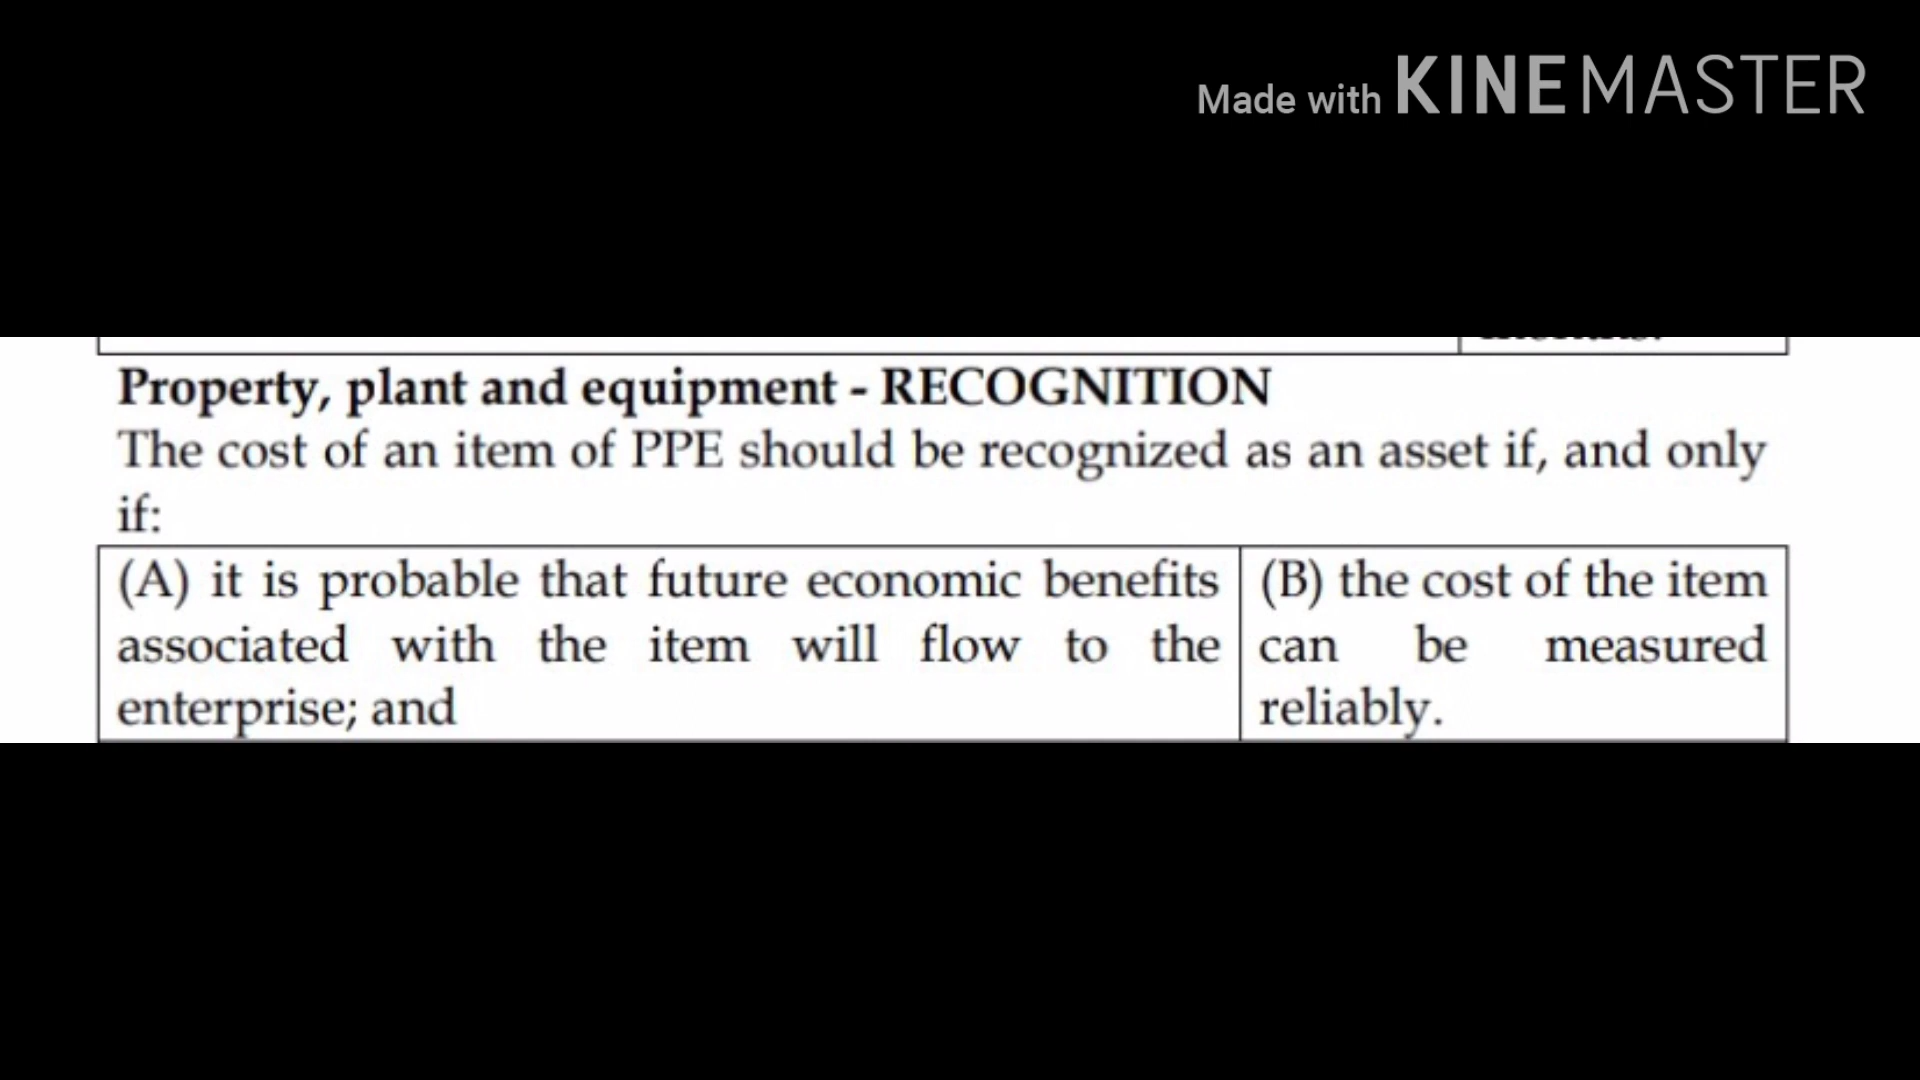 Made with KINEMASTER
Property, plant and equipment - RECOGNITION
The cost of an item of PPE should be recognized as an asset if, and only
if:
(A) it is probable that future economic benefits
associated with the item will flow to the
enterprise; and
(B) the cost of the item
can be measured
reliably.